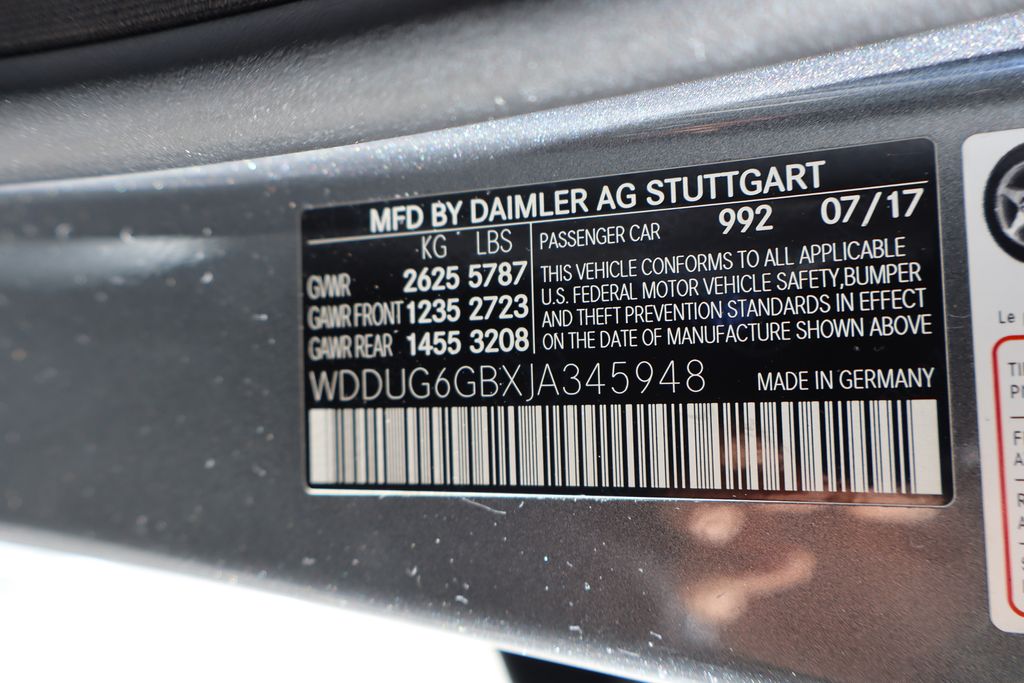 MFD BY DAIMLER AG STUTTGART
KG LBS
GVWR 2625 5787
GAWR FRONT 1235 2723
GAWR REAR 1455 3208
PASSENGER CAR 992 07/17
THIS VEHICLE CONFORMS TO ALL APPLICABLE
U.S. FEDERAL MOTOR VEHICLE SAFETY,BUMPER
AND THEFT PREVENTION STANDARDS IN EFFECT
ON THE DATE OF MANUFACTURE SHOWN ABOVE
WDDUG6GBXJA345948 MADE IN GERMANY
Le